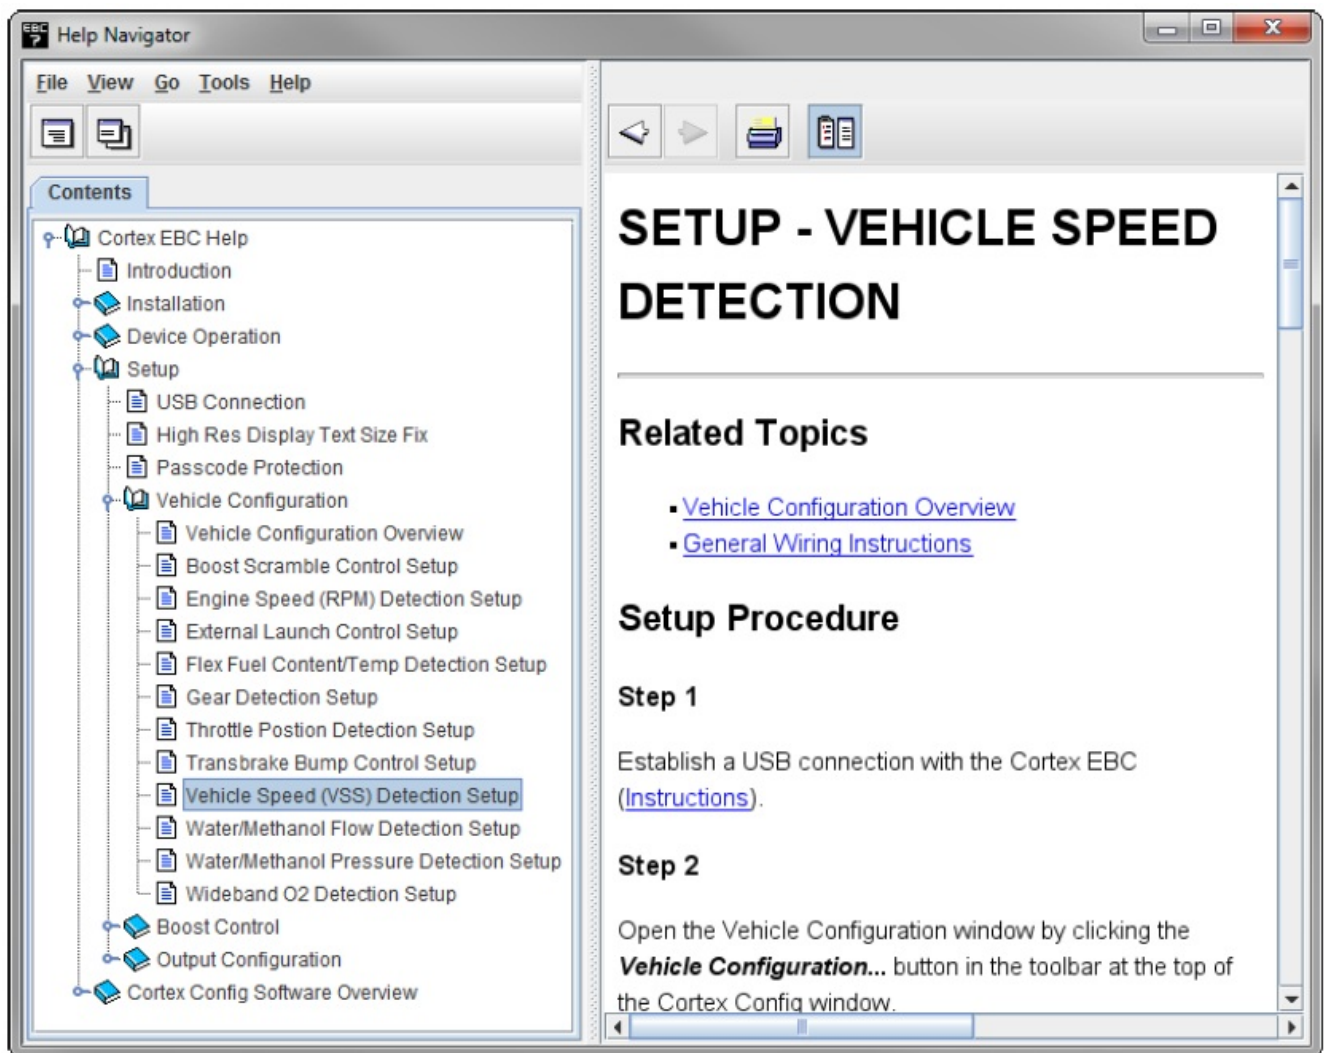 EBC
?
Help Navigator
File View Go Tools Help
Contents
Cortex EBC Help
Introduction
Installation
Device Operation
Setup
USB Connection
High Res Display Text Size Fix
Passcode Protection
Vehicle Configuration
Vehicle Configuration Overview
Boost Scramble Control Setup
Engine Speed (RPM) Detection Setup
External Launch Control Setup
Flex Fuel Content/Temp Detection Setup
Gear Detection Setup
Throttle Postion Detection Setup
Transbrake Bump Control Setup
Vehicle Speed (VSS) Detection Setup
Water/Methanol Flow Detection Setup
Water/Methanol Pressure Detection Setup
Wideband O2 Detection Setup
Boost Control
Output Configuration
Cortex Config Software Overview
SETUP - VEHICLE SPEED
DETECTION
Related Topics
Vehicle Configuration Overview
General Wiring Instructions
Setup Procedure
Step 1
Establish a USB connection with the Cortex EBC
(Instructions).
Step 2
Open the Vehicle Configuration window by clicking the
Vehicle Configuration... button in the toolbar at the top of
the Cortex Config window.